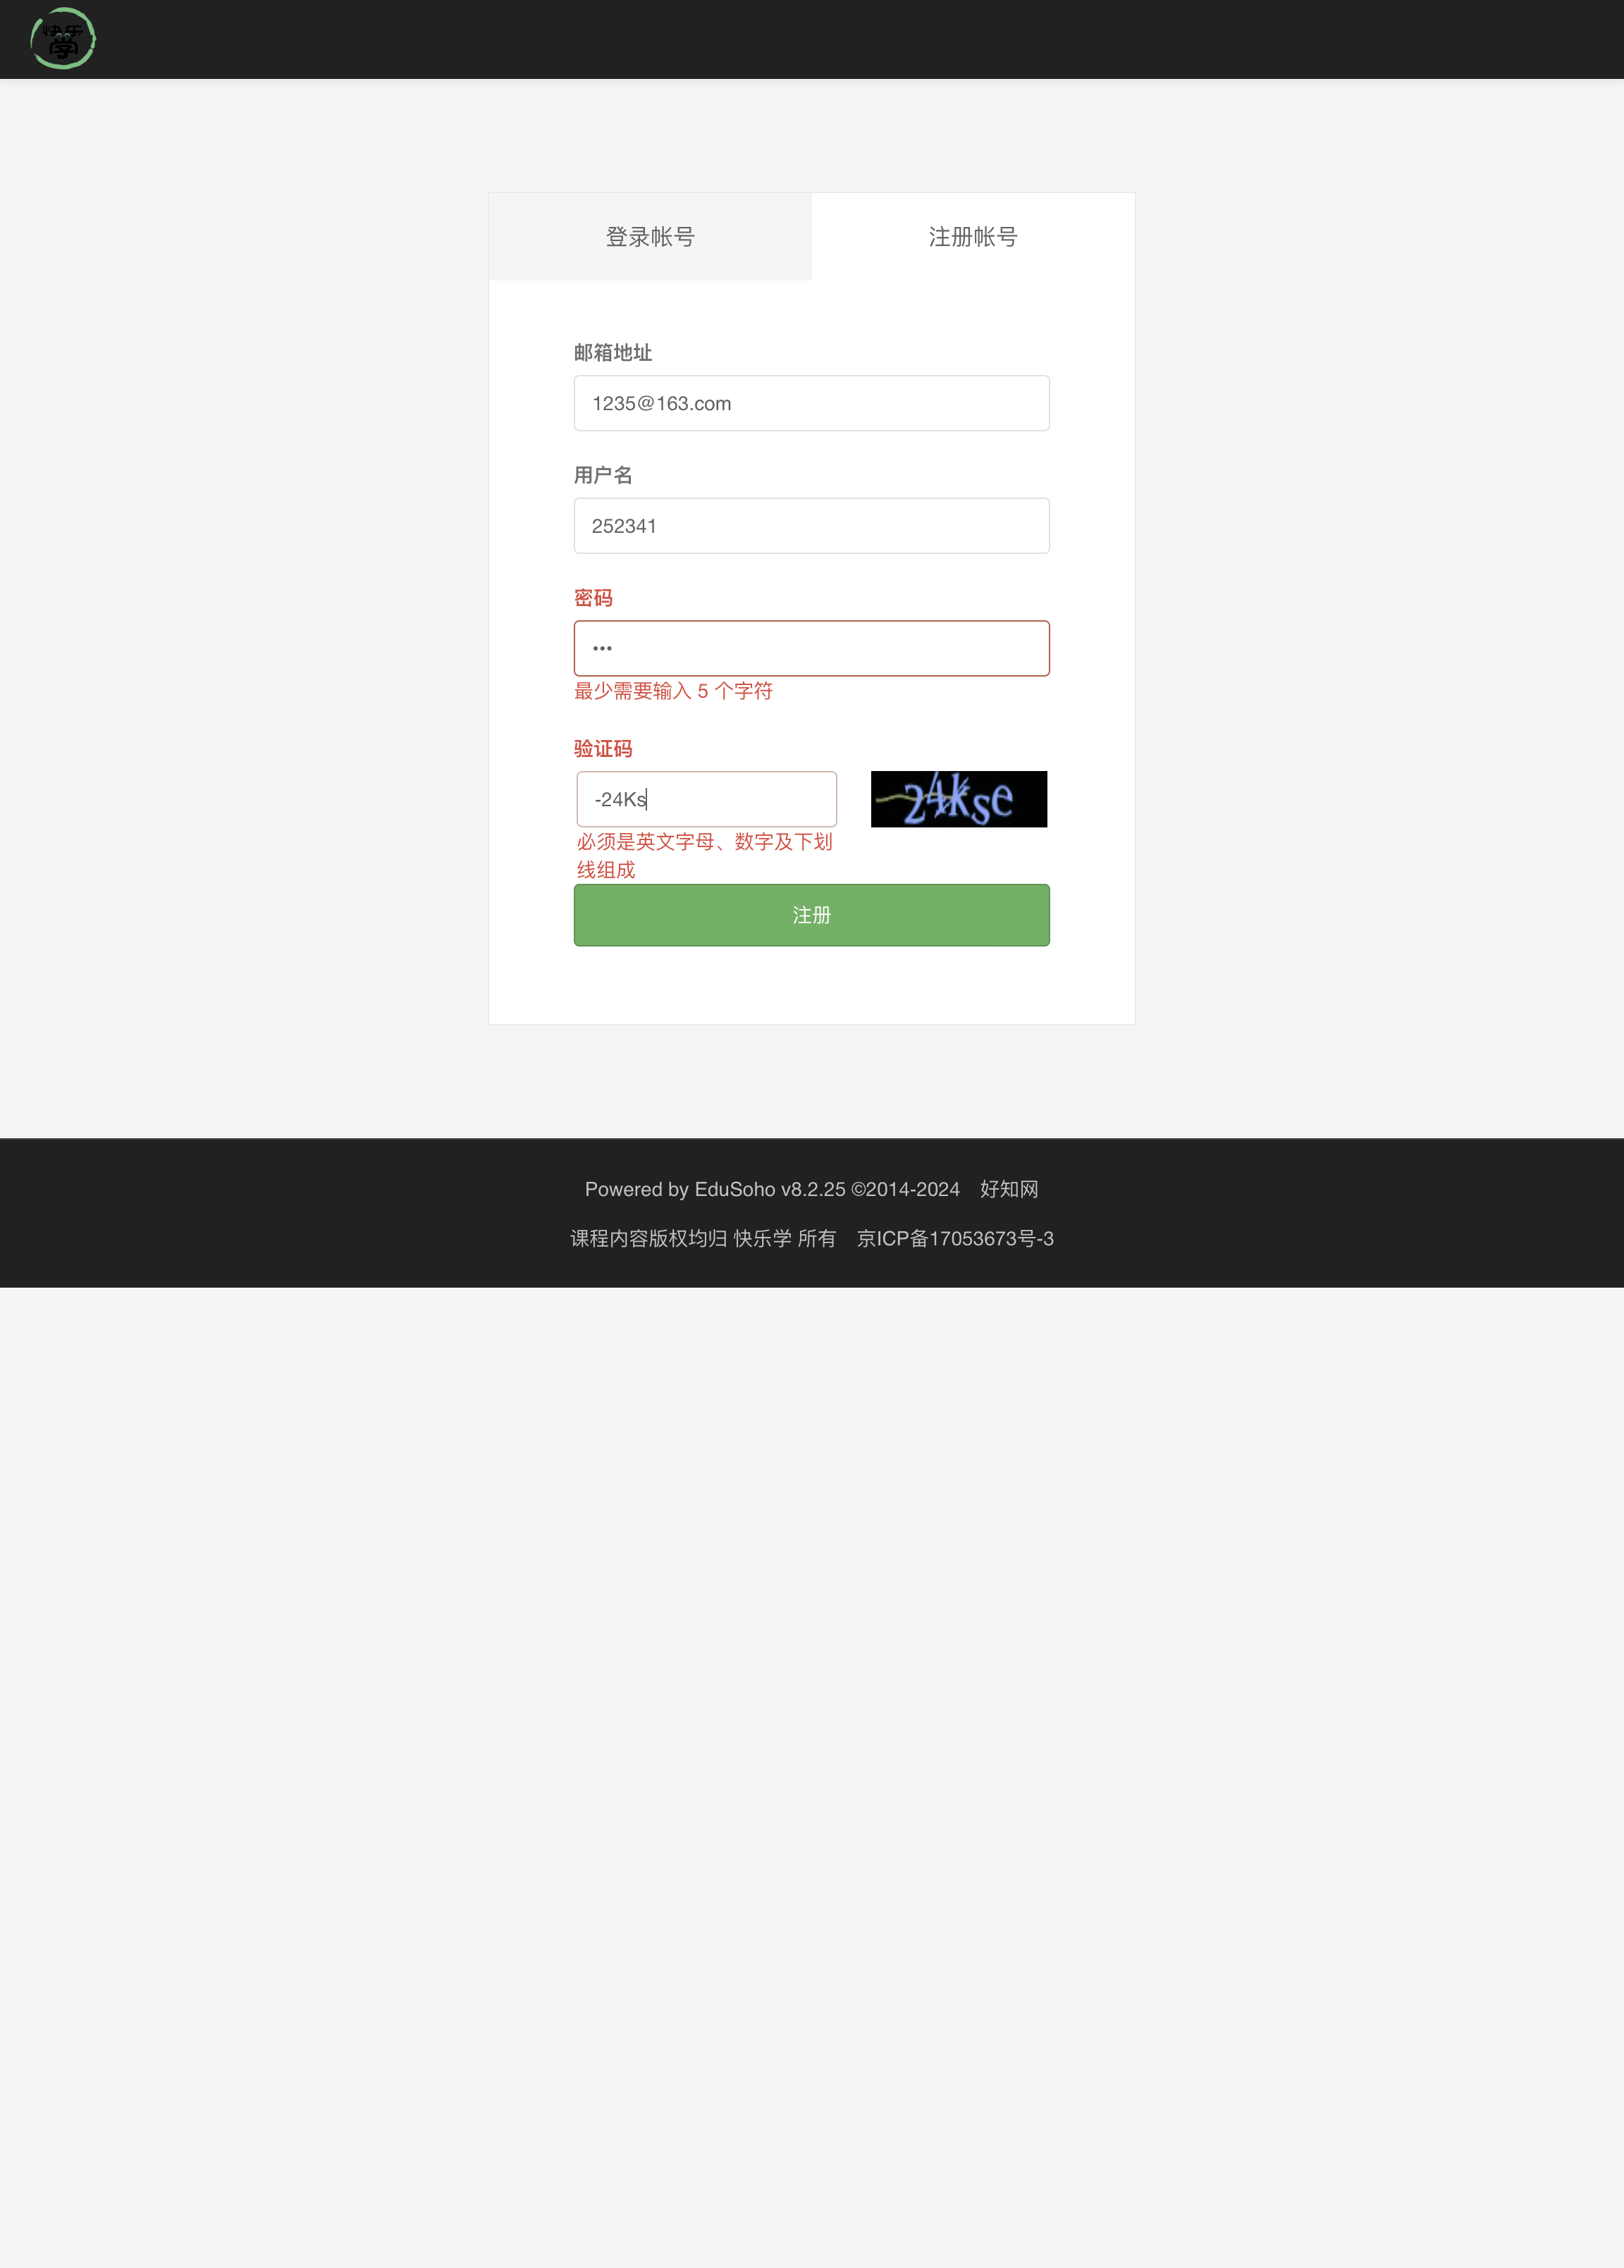 快乐
学
登录帐号
注册帐号
邮箱地址
1235@163.com
用户名
252341
密码
•••
最少需要输入 5 个字符
验证码
-24Ks
24kse
必须是英文字母、数字及下划
线组成
注册
Powered by EduSoho v8.2.25 ©2014-2024 好知网
课程内容版权均归 快乐学 所有 京ICP备17053673号-3